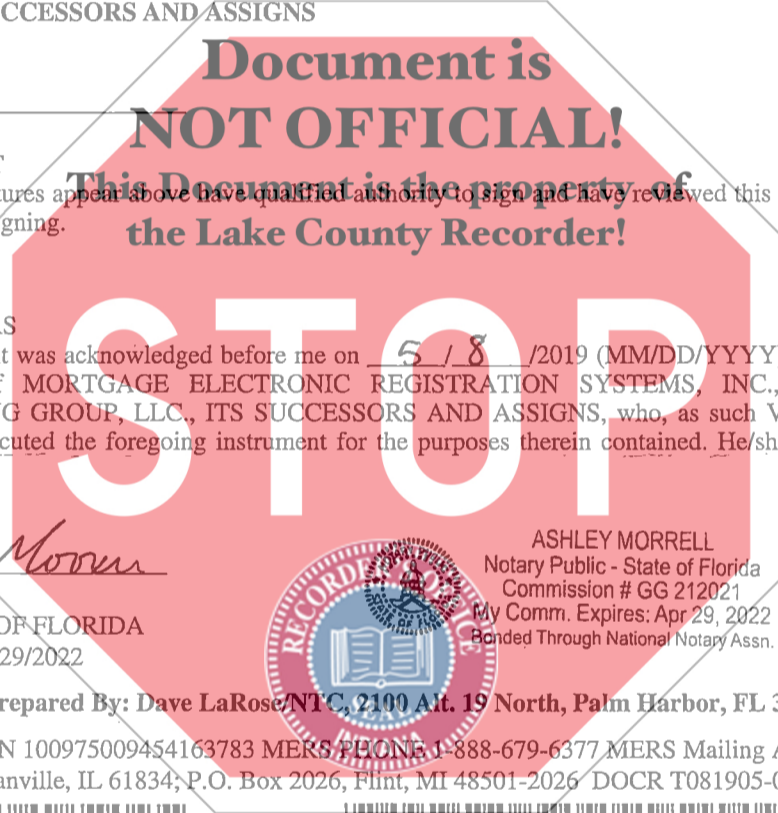 CCESSORS AND ASSIGNS
Document is
NOT OFFICIAL!
This Document is the property of
tures appear above have qualified authority to sign and have reviewed this
the Lake County Recorder!
gning.
STOP
t was acknowledged before me on 5 / 8 /2019 (MM/DD/YYYY
MORTGAGE ELECTRONIC REGISTRATION SYSTEMS, INC.,
G GROUP, LLC., ITS SUCCESSORS AND ASSIGNS, who, as such V
cuted the foregoing instrument for the purposes therein contained. He/sh
ASHLEY MORRELL
Notary Public - State of Florida
Commission # GG 212021
My Comm. Expires: Apr 29, 2022
Bonded Through National Notary Assn.
RECORDER'S OFFICE
SEAL
OF FLORIDA
29/2022
repared By: Dave LaRose/NTC, 2100 Alt. 19 North, Palm Harbor, FL 3
N 100975009454163783 MERS PHONE 1-888-679-6377 MERS Mailing A
anville, IL 61834; P.O. Box 2026, Flint, MI 48501-2026 DOCR T081905-0